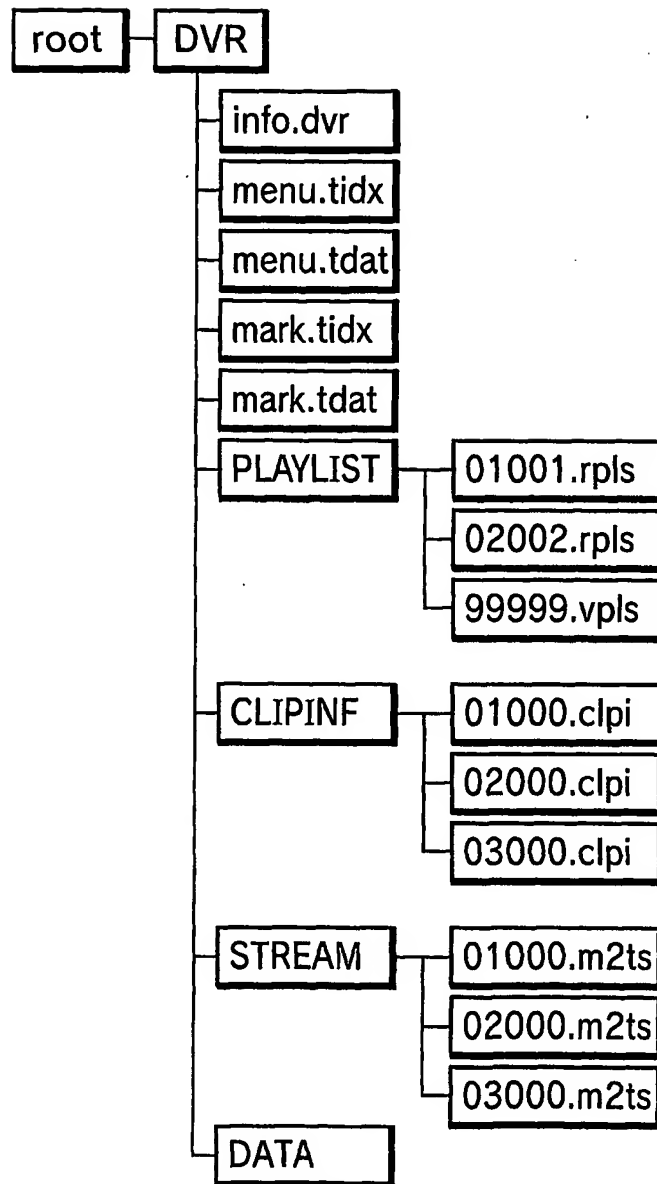 root DVR
info.dvr
menu.tidx
menu.tdat
mark.tidx
mark.tdat
PLAYLIST 01001.rpls
02002.rpls
99999.vpls
CLIPINF 01000.clpi
02000.clpi
03000.clpi
STREAM 01000.m2ts
02000.m2ts
03000.m2ts
DATA